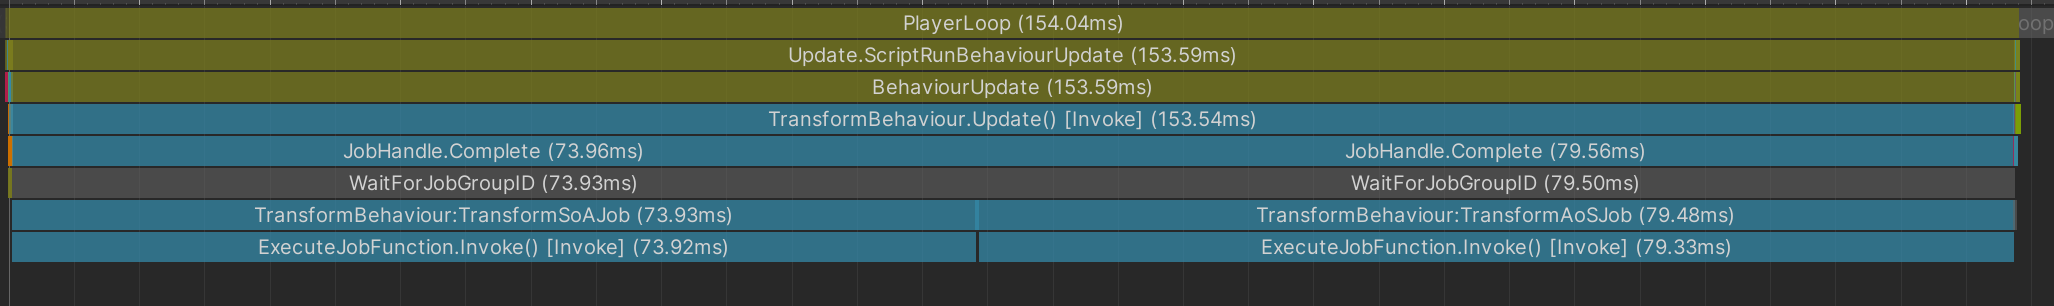 PlayerLoop (154.04ms) oop
Update.ScriptRunBehaviourUpdate (153.59ms)
BehaviourUpdate (153.59ms)
TransformBehaviour.Update() [Invoke] (153.54ms)
JobHandle.Complete (73.96ms) JobHandle.Complete (79.56ms)
WaitForJobGroupID (73.93ms) WaitForJobGroupID (79.50ms)
TransformBehaviour:TransformSoAJob (73.93ms) TransformBehaviour:TransformAoSJob (79.48ms)
ExecuteJobFunction.Invoke() [Invoke] (73.92ms) ExecuteJobFunction.Invoke() [Invoke] (79.33ms)